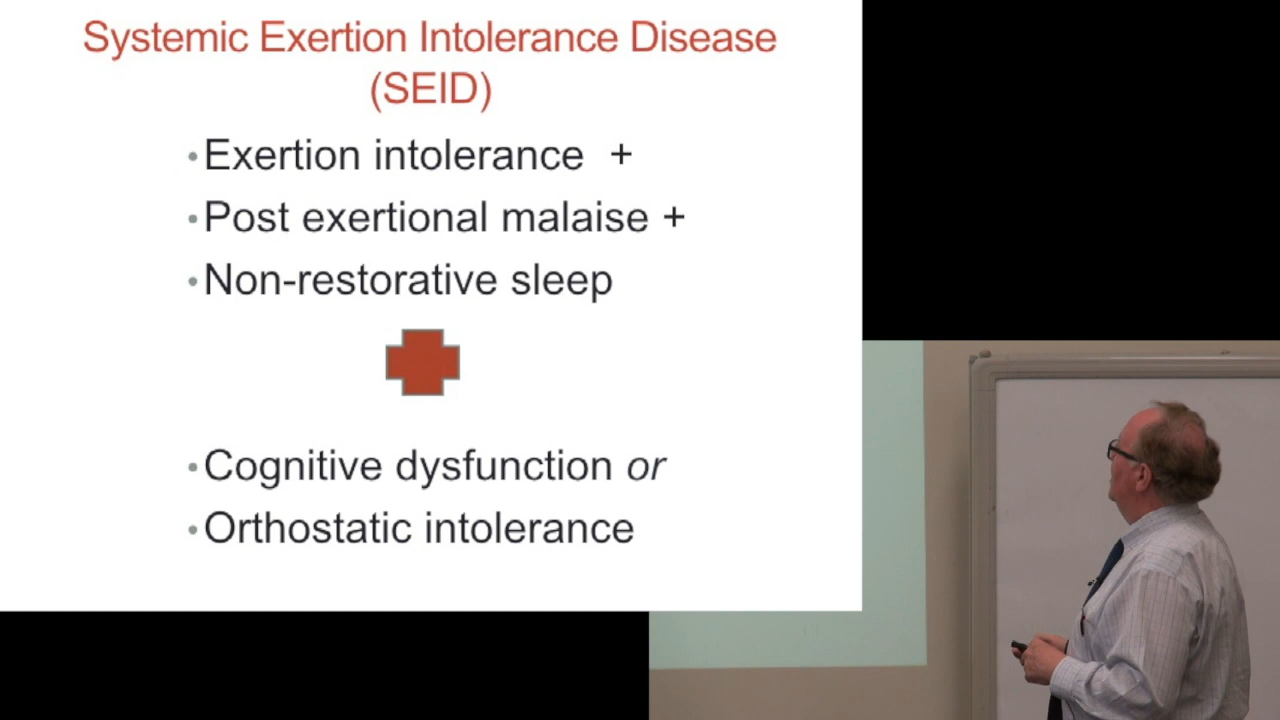 Systemic Exertion Intolerance Disease
(SEID)
•Exertion intolerance +
•Post exertional malaise +
•Non-restorative sleep
•Cognitive dysfunction or
•Orthostatic intolerance